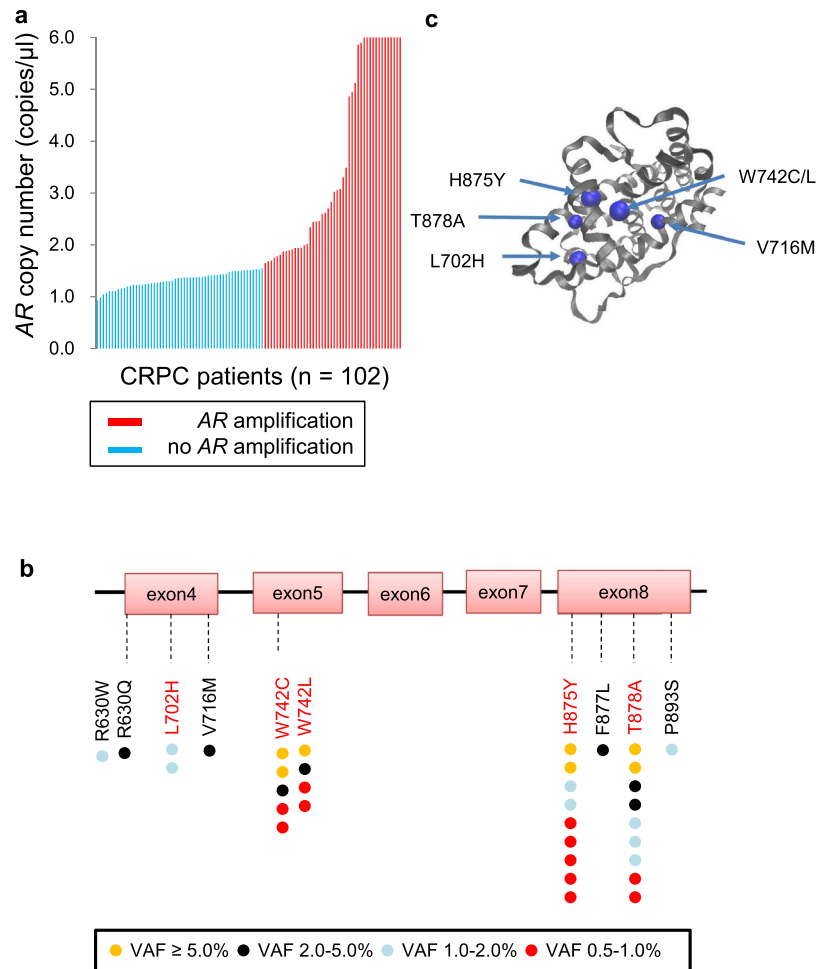 a
AR copy number (copies/µl)
6.0
5.0
4.0
3.0
2.0
1.0
0.0
CRPC patients (n = 102)
AR amplification
no AR amplification
c
H875Y
T878A
L702H
W742C/L
V716M
b
exon4
exon5
exon6
exon7
exon8
R630W
R630Q
L702H
V716M
W742C
W742L
H875Y
F877L
T878A
P893S
VAF ≥ 5.0%
VAF 2.0-5.0%
VAF 1.0-2.0%
VAF 0.5-1.0%